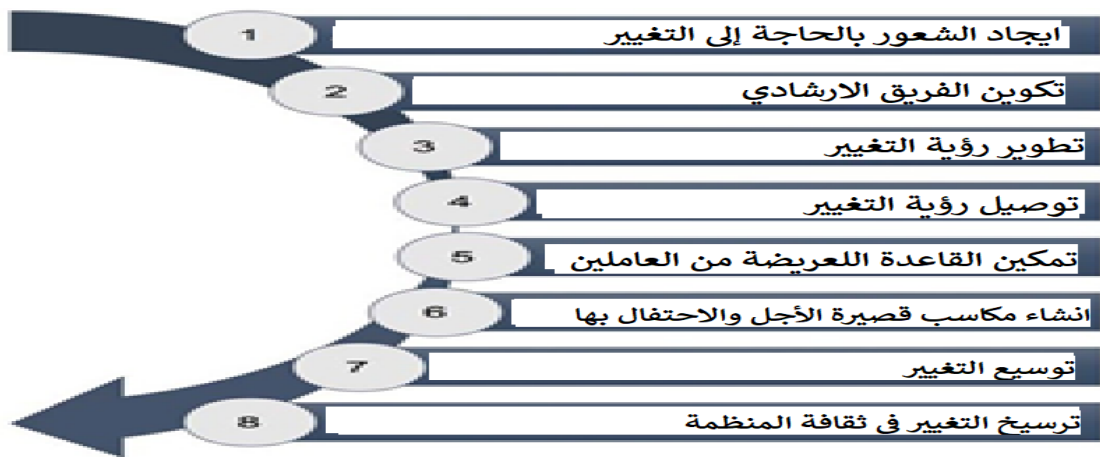 1 ايجاد الشعور بالحاجة إلى التغيير
2 تكوين الفريق الارشادي
3 تطوير رؤية التغيير
4 توصيل رؤية التغيير
5 تمكين القاعدة اللعريضة من العاملين
6 انشاء مكاسب قصيرة الأجل والاحتفال بها
7 توسيع التغيير
8 ترسيخ التغيير في ثقافة المنظمة